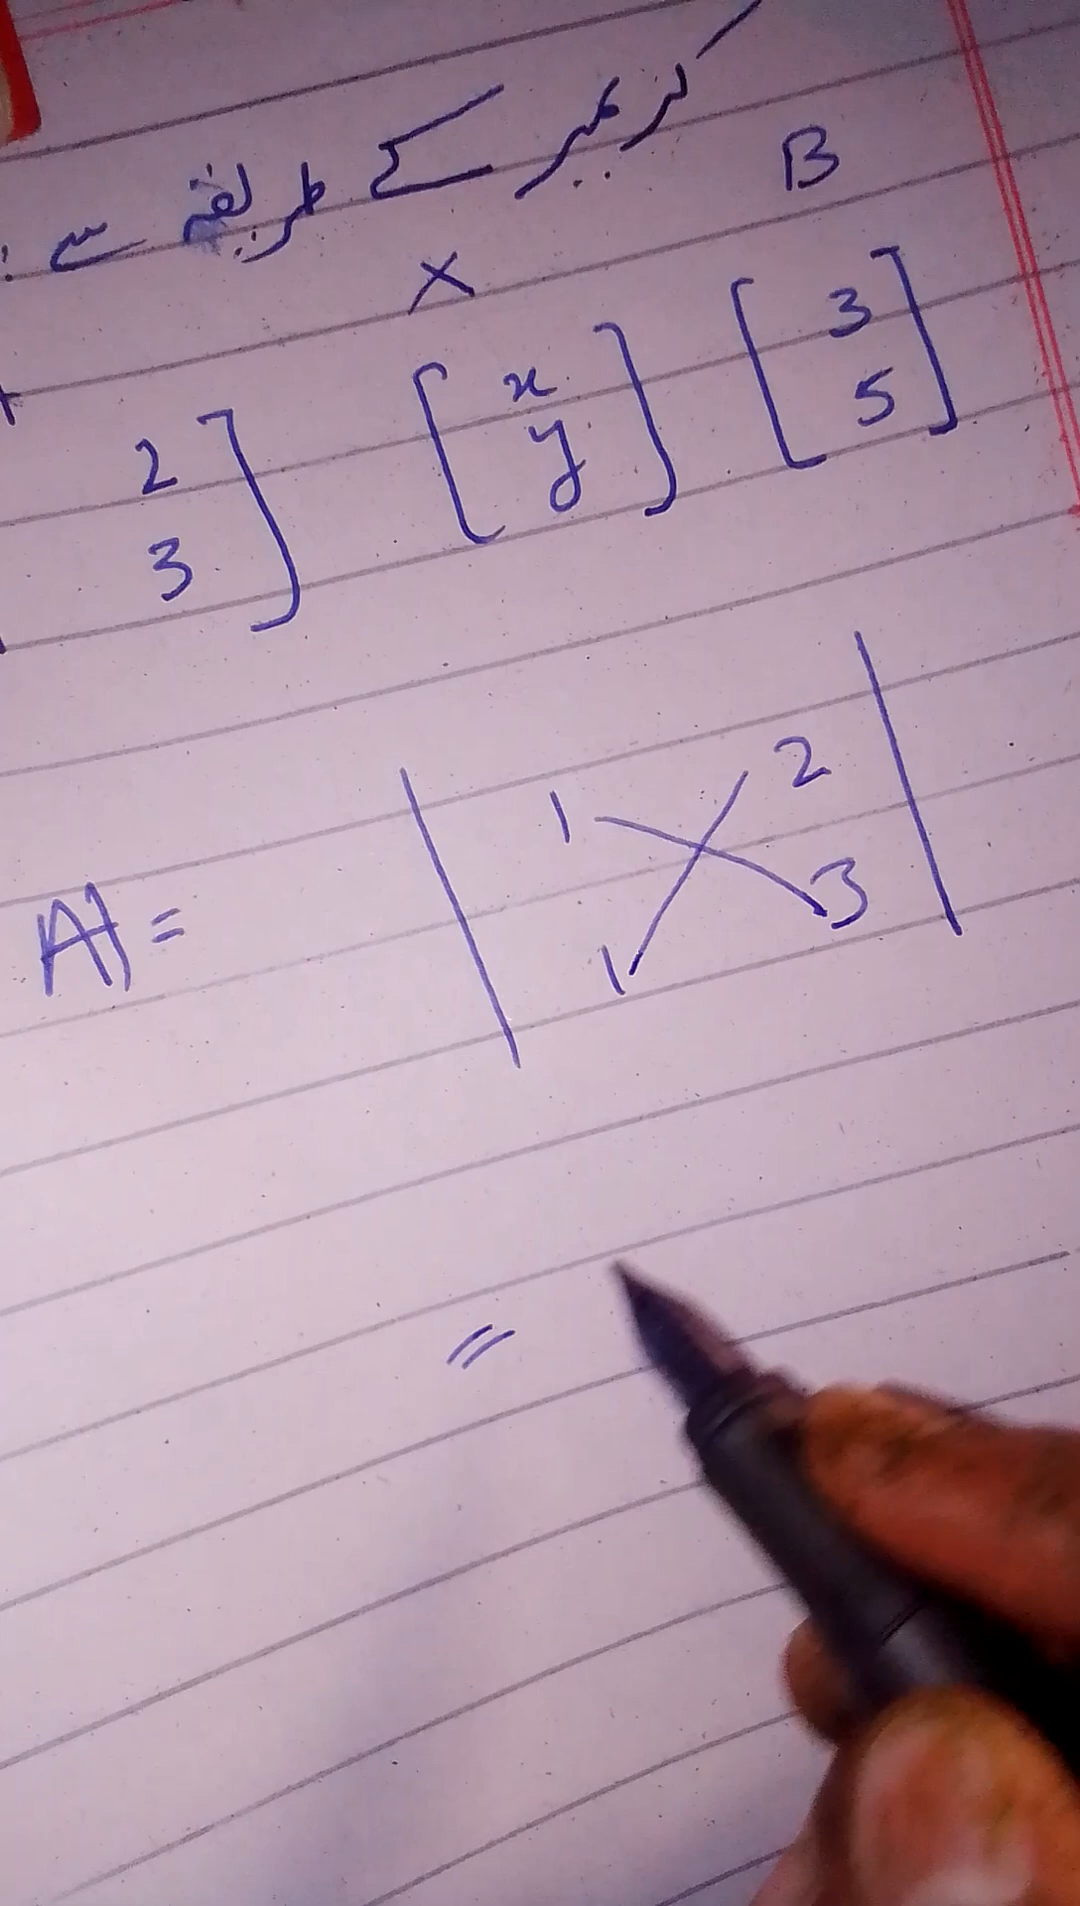 کریمر کے طریقہ سے :
X B
2 ] [ x ] [ 3 ]
3 ] [ y ] [ 5 ]
A| = | 1 2 |
| 1 3 |
=